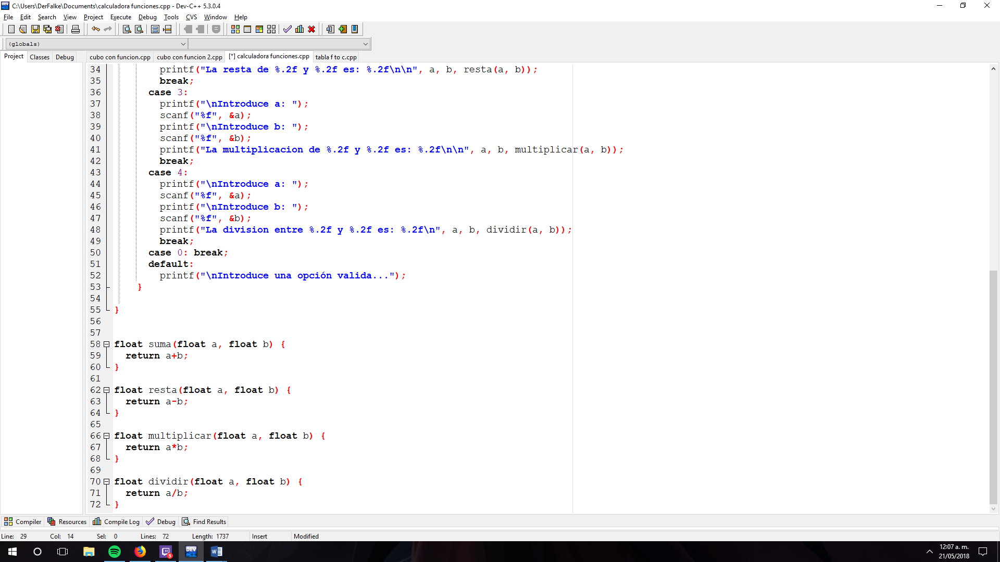 C:\Users\DerFalke\Documents\calculadora funciones.cpp - Dev-C++ 5.3.0.4
File Edit Search View Project Execute Debug Tools CVS Window Help
(globals)
Project Classes Debug
cubo con funcion.cpp cubo con funcion 2.cpp [*] calculadora funciones.cpp tabla f to c.cpp
34 printf("La resta de %.2f y %.2f es: %.2f\n\n", a, b, resta(a, b));
35 break;
36 case 3:
37 printf("\nIntroduce a: ");
38 scanf("%f", &a);
39 printf("\nIntroduce b: ");
40 scanf("%f", &b);
41 printf("La multiplicacion de %.2f y %.2f es: %.2f\n\n", a, b, multiplicar(a, b));
42 break;
43 case 4:
44 printf("\nIntroduce a: ");
45 scanf("%f", &a);
46 printf("\nIntroduce b: ");
47 scanf("%f", &b);
48 printf("La division entre %.2f y %.2f es: %.2f\n", a, b, dividir(a, b));
49 break;
50 case 0: break;
51 default:
52 printf("\nIntroduce una opción valida...");
53 }
54
55 }
56
57
58 float suma(float a, float b) {
59 return a+b;
60 }
61
62 float resta(float a, float b) {
63 return a-b;
64 }
65
66 float multiplicar(float a, float b) {
67 return a*b;
68 }
69
70 float dividir(float a, float b) {
71 return a/b;
72 }
Compiler Resources Compile Log Debug Find Results
Line: 29 Col: 14 Sel: 0 Lines: 72 Length: 1737 Insert Modified
5
DEV
W
12:07 a. m.
21/05/2018